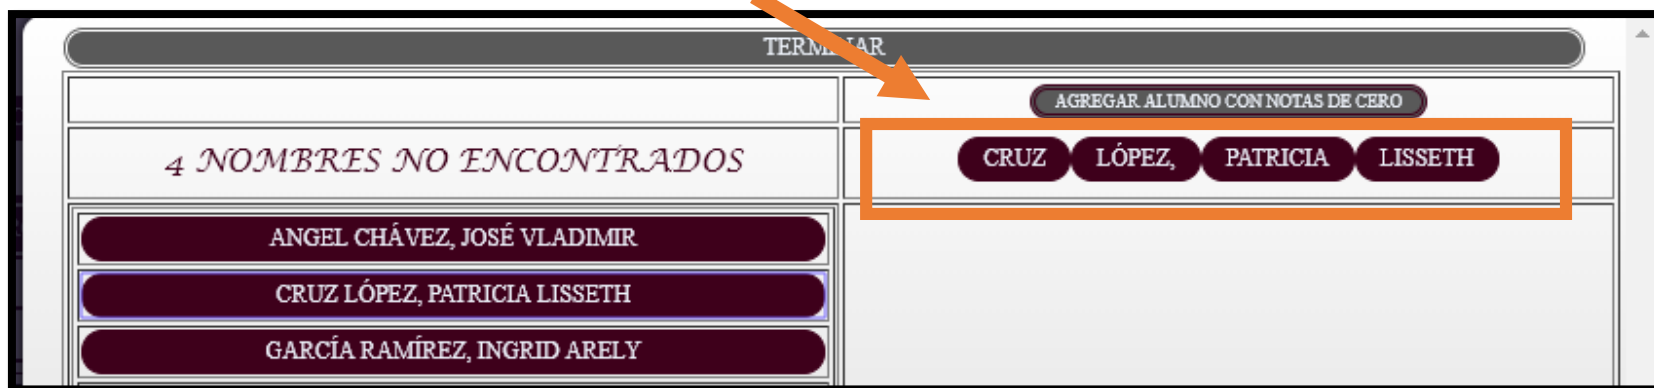 TERMINAR
AGREGAR ALUMNO CON NOTAS DE CERO
4 NOMBRES NO ENCONTRADOS
CRUZ LÓPEZ, PATRICIA LISSETH
ANGEL CHÁVEZ, JOSÉ VLADIMIR
CRUZ LÓPEZ, PATRICIA LISSETH
GARCÍA RAMÍREZ, INGRID ARELY